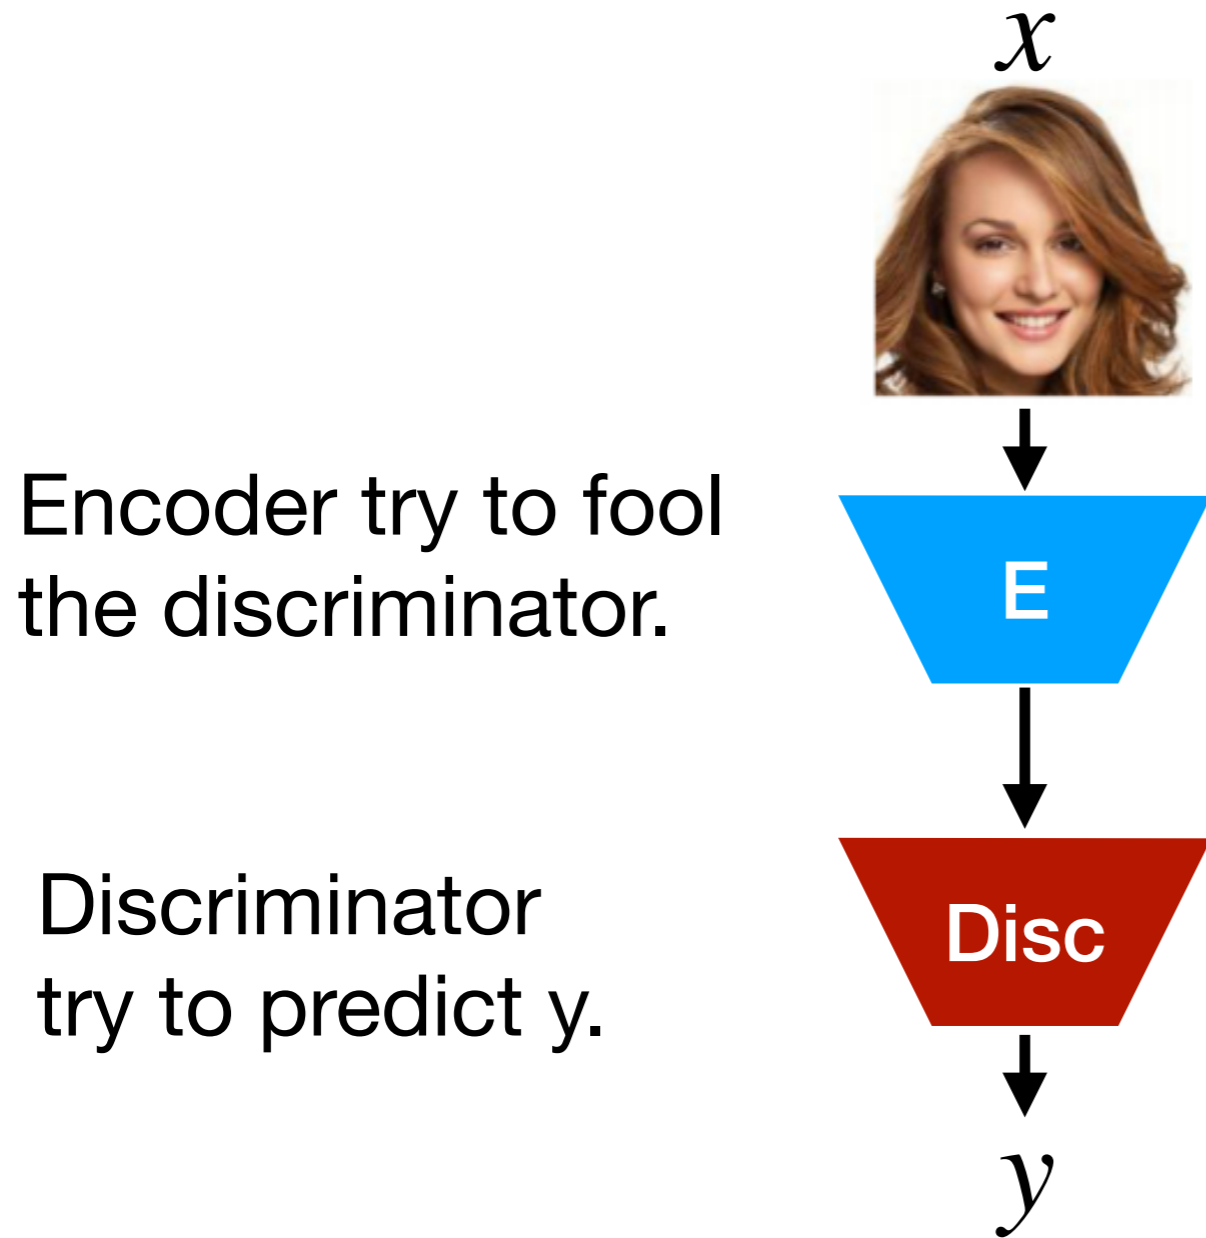 x
Encoder try to fool
the discriminator.
E
Discriminator
try to predict y.
Disc
y